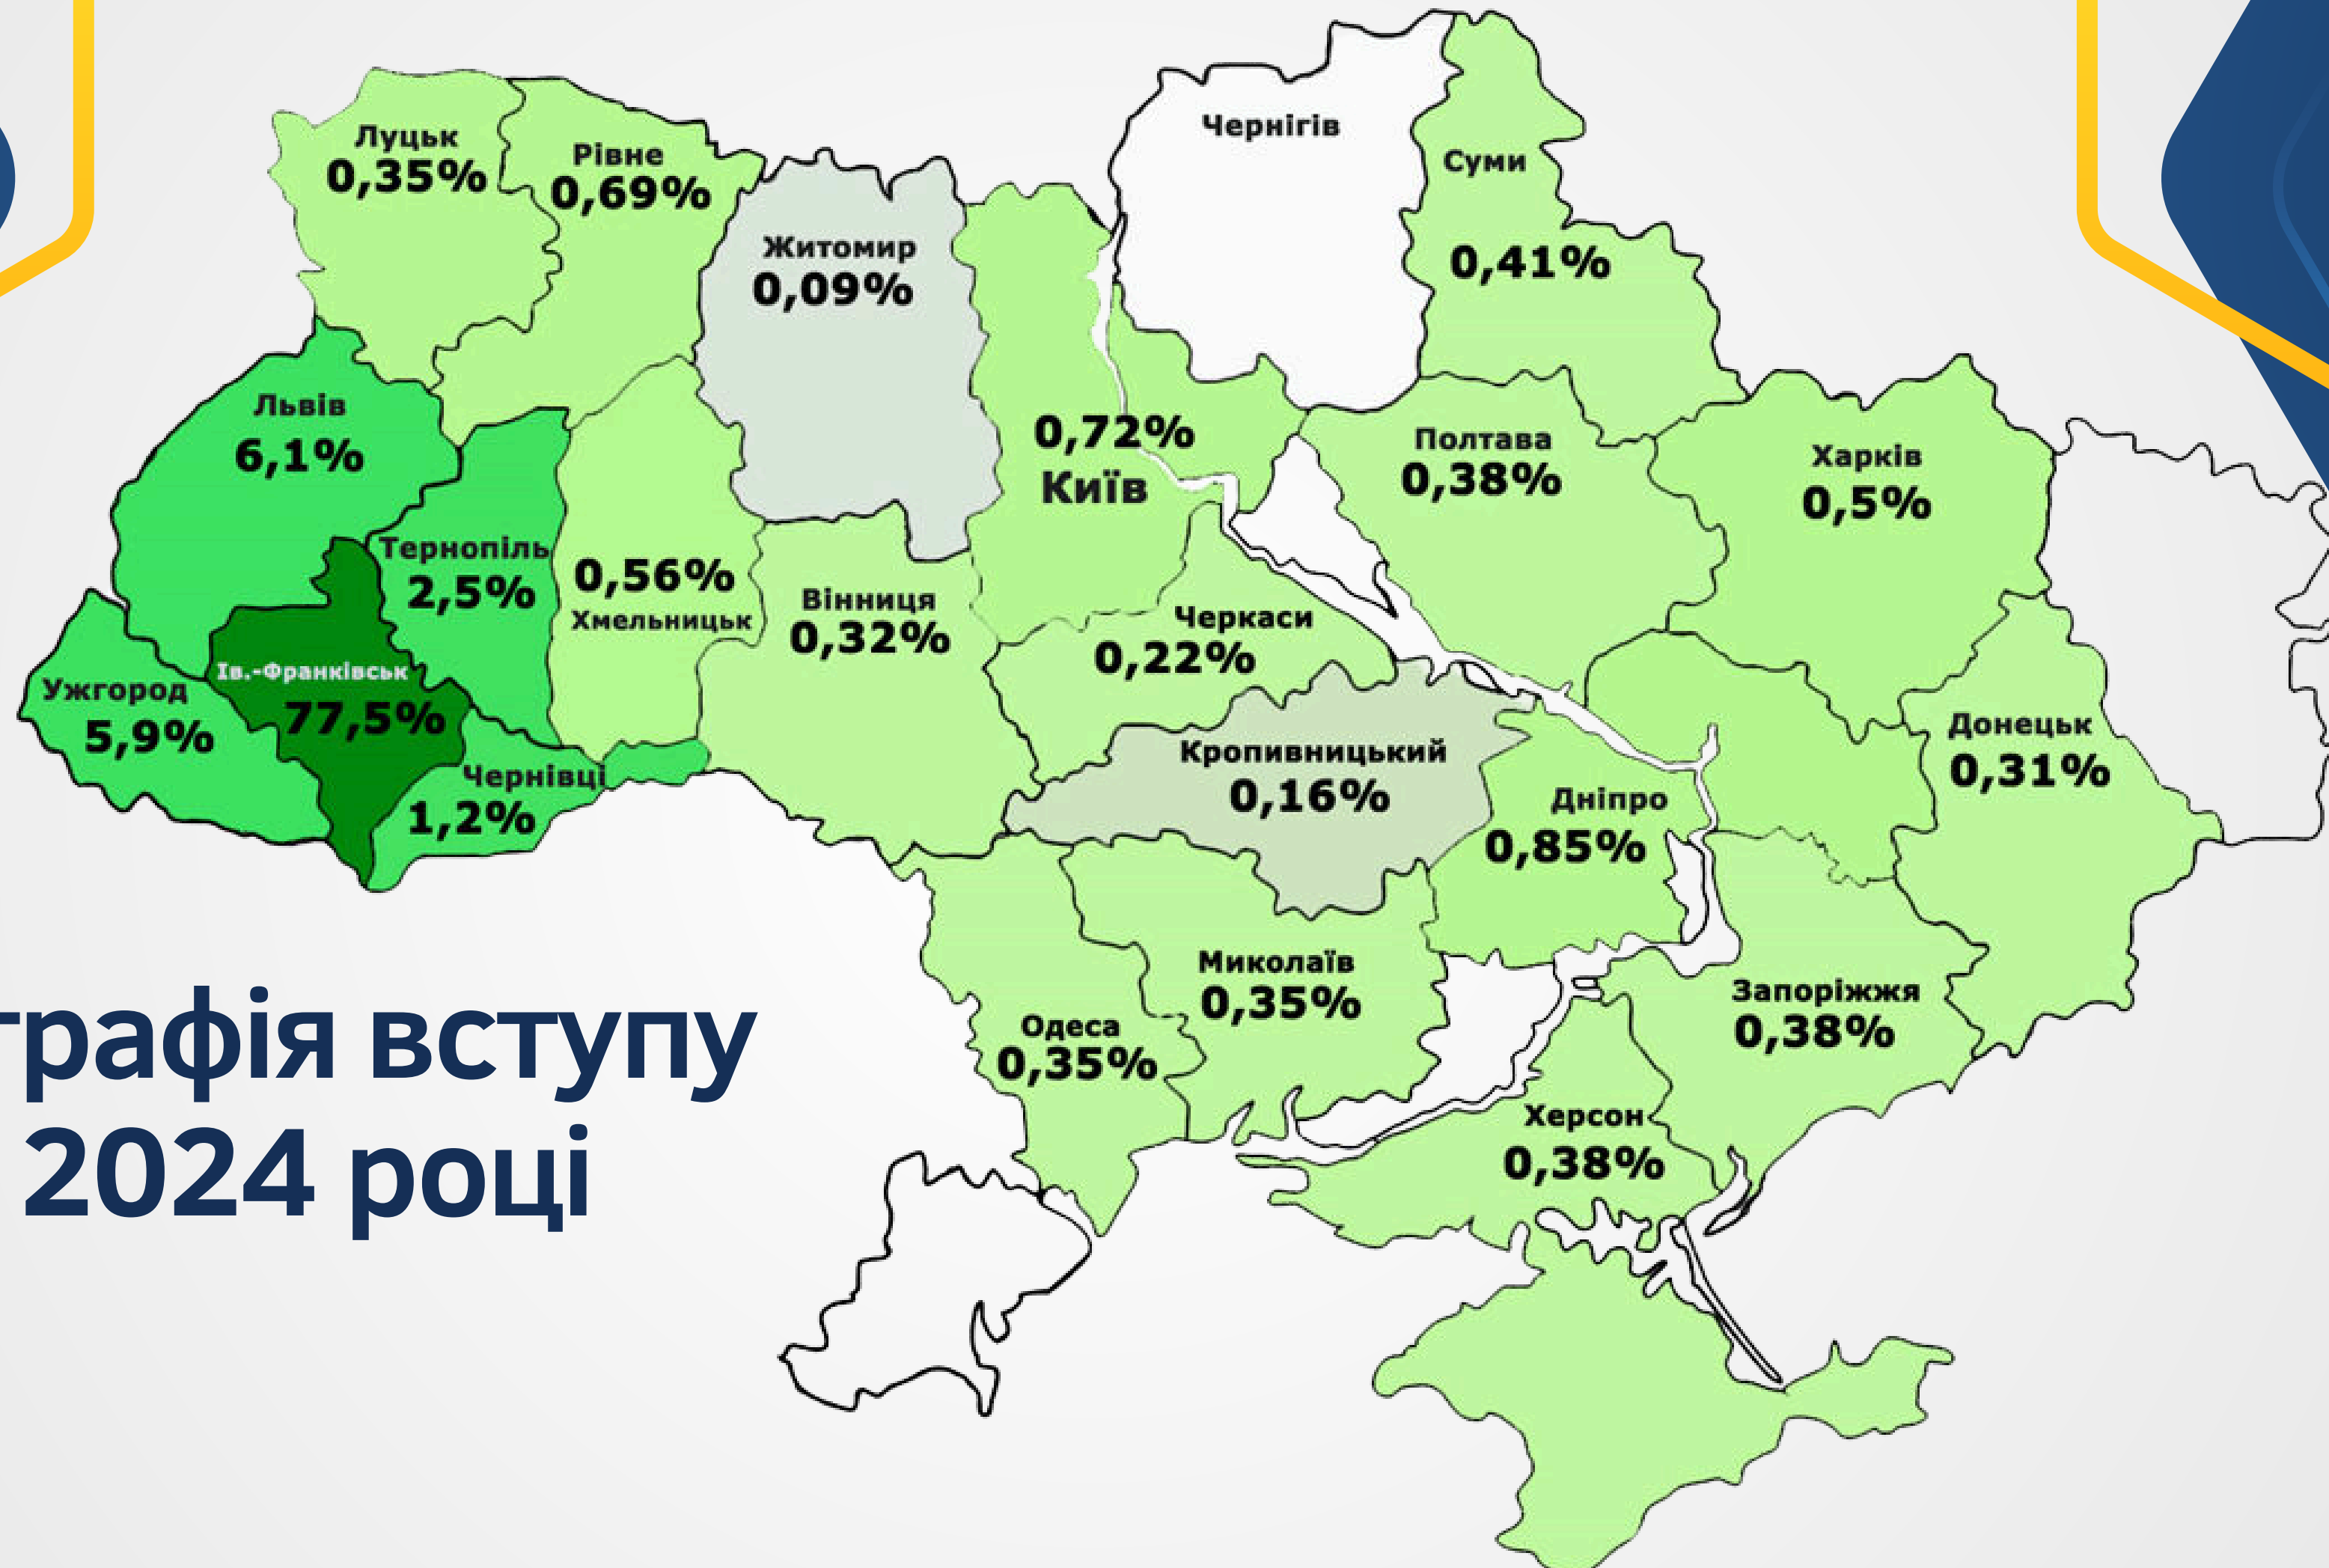 Чернігів
Луцьк
0,35%
Рівне
0,69%
Суми
0,41%
Житомир
0,09%
Львів
6,1%
0,72%
Київ
Полтава
0,38%
Харків
0,5%
Тернопіль
2,5%
0,56%
Хмельницьк
Вінниця
0,32%
Черкаси
0,22%
Ів.-Франківськ
77,5%
Ужгород
5,9%
Чернівці
1,2%
Кропивницький
0,16%
Дніпро
0,85%
Донецьк
0,31%
Миколаїв
0,35%
Одеса
0,35%
Запоріжжя
0,38%
Херсон
0,38%
графія вступу
2024 році